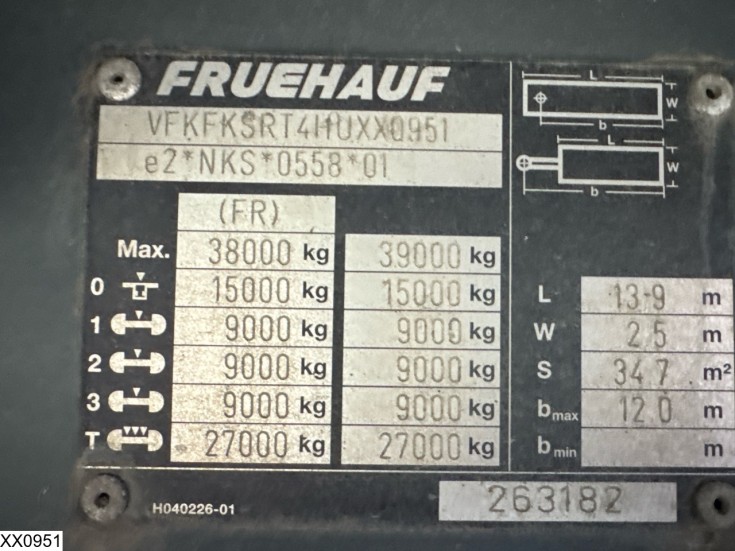 FRUEHAUF
VFKFKSRT4H1UXX0951
e2*NKS*0558*01
(FR)
Max. 38000 kg 39000 kg
0 15000 kg 15000 kg
1 9000 kg 9000 kg
2 9000 kg 9000 kg
3 9000 kg 9000 kg
T 27000 kg 27000 kg
H040226-01
L
W
b
L
W
b
L 13.9 m
W 2.5 m
S 34.7 m²
bmax 12.0 m
bmin m
263182
XX0951